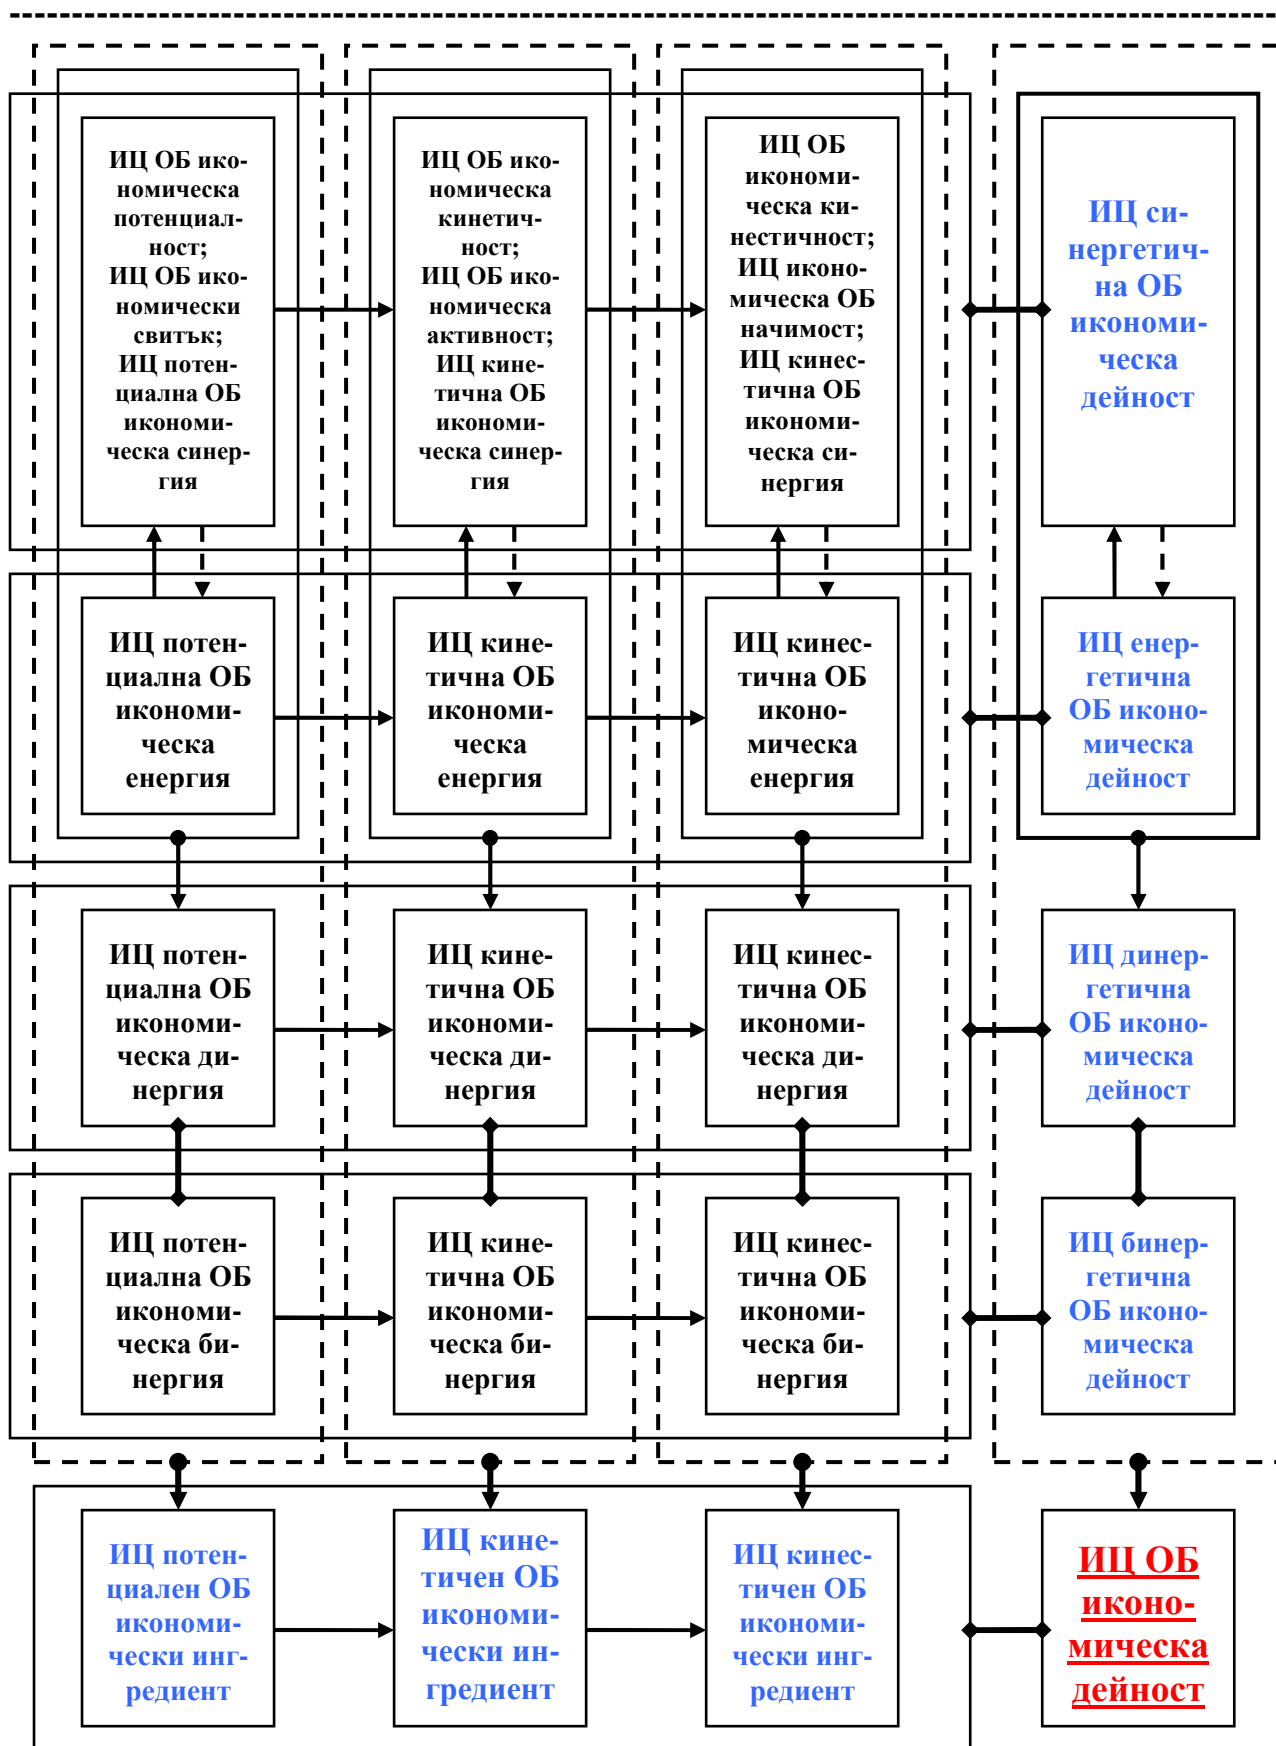 ИЦ ОБ ико-
номическа
потенциал-
ност;
ИЦ ОБ ико-
номически
свитък;
ИЦ потен-
циална ОБ
икономи-
ческа синер-
гия
ИЦ ОБ ико-
номическа
кинетич-
ност;
ИЦ ОБ ико-
номическа
активност;
ИЦ кине-
тична ОБ
икономи-
ческа синер-
гия
ИЦ ОБ
икономи-
ческа ки-
нестичност;
ИЦ иконо-
мическа ОБ
начимост;
ИЦ кинес-
тична ОБ
икономи-
ческа си-
нергия
ИЦ си-
нергетич-
на ОБ
икономи-
ческа
дейност
ИЦ потен-
циална ОБ
икономи-
ческа
енергия
ИЦ кине-
тична ОБ
икономи-
ческа
енергия
ИЦ кинес-
тична ОБ
иконо-
мическа
енергия
ИЦ енер-
гетична
ОБ иконо-
мическа
дейност
ИЦ потен-
циална ОБ
икономи-
ческа ди-
нергия
ИЦ кине-
тична ОБ
икономи-
ческа ди-
нергия
ИЦ кинес-
тична ОБ
икономи-
ческа ди-
нергия
ИЦ динер-
гетична
ОБ иконо-
мическа
дейност
ИЦ потен-
циална ОБ
икономи-
ческа би-
нергия
ИЦ кине-
тична ОБ
икономи-
ческа би-
нергия
ИЦ кинес-
тична ОБ
икономи-
ческа би-
нергия
ИЦ бинер-
гетична
ОБ иконо-
мическа
дейност
ИЦ потен-
циален ОБ
икономи-
чески инг-
редиент
ИЦ кине-
тичен ОБ
икономи-
чески ин-
гредиент
ИЦ кинес-
тичен ОБ
икономи-
чески инг-
редиент
ИЦ ОБ
иконо-
мическа
дейност